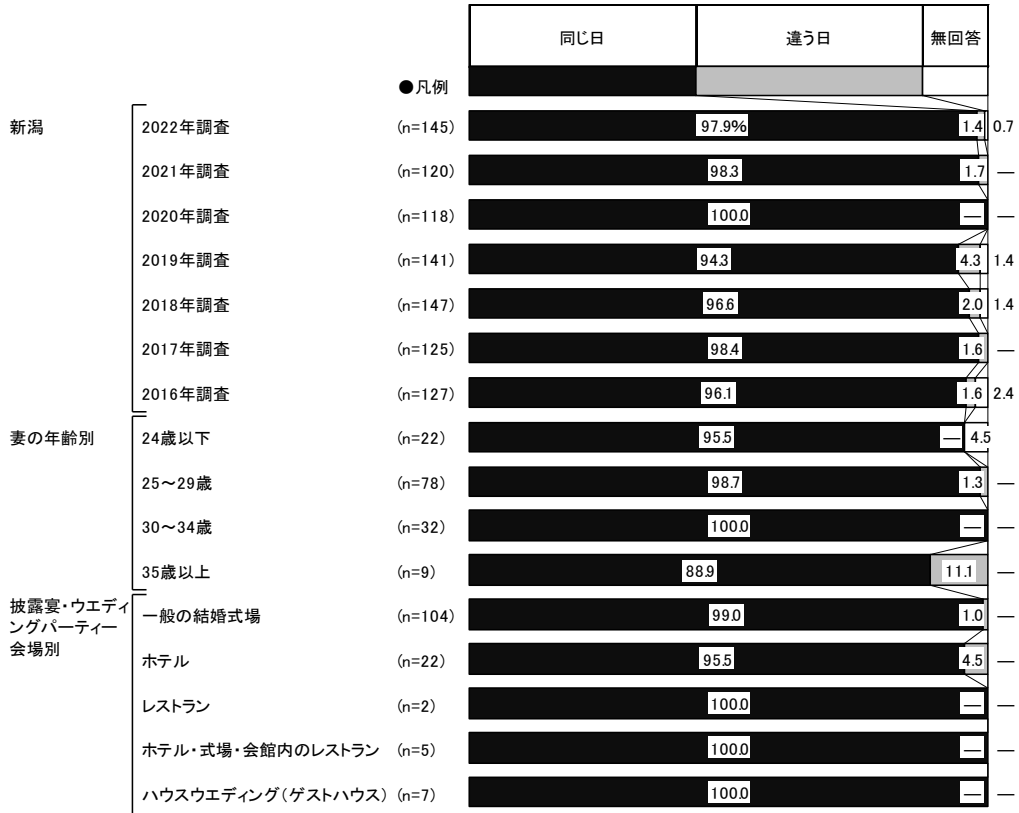 同じ日 違う日 無回答
●凡例
新潟 2022年調査 (n=145) 97.9% 1.4 0.7
2021年調査 (n=120) 98.3 1.7 —
2020年調査 (n=118) 100.0 — —
2019年調査 (n=141) 94.3 4.3 1.4
2018年調査 (n=147) 96.6 2.0 1.4
2017年調査 (n=125) 98.4 1.6 —
2016年調査 (n=127) 96.1 1.6 2.4
妻の年齢別 24歳以下 (n=22) 95.5 — 4.5
25～29歳 (n=78) 98.7 1.3 —
30～34歳 (n=32) 100.0 — —
35歳以上 (n=9) 88.9 11.1 —
披露宴・ウエディ
ングパーティー
会場別
一般の結婚式場 (n=104) 99.0 1.0 —
ホテル (n=22) 95.5 4.5 —
レストラン (n=2) 100.0 — —
ホテル・式場・会館内のレストラン (n=5) 100.0 — —
ハウスウエディング(ゲストハウス) (n=7) 100.0 — —